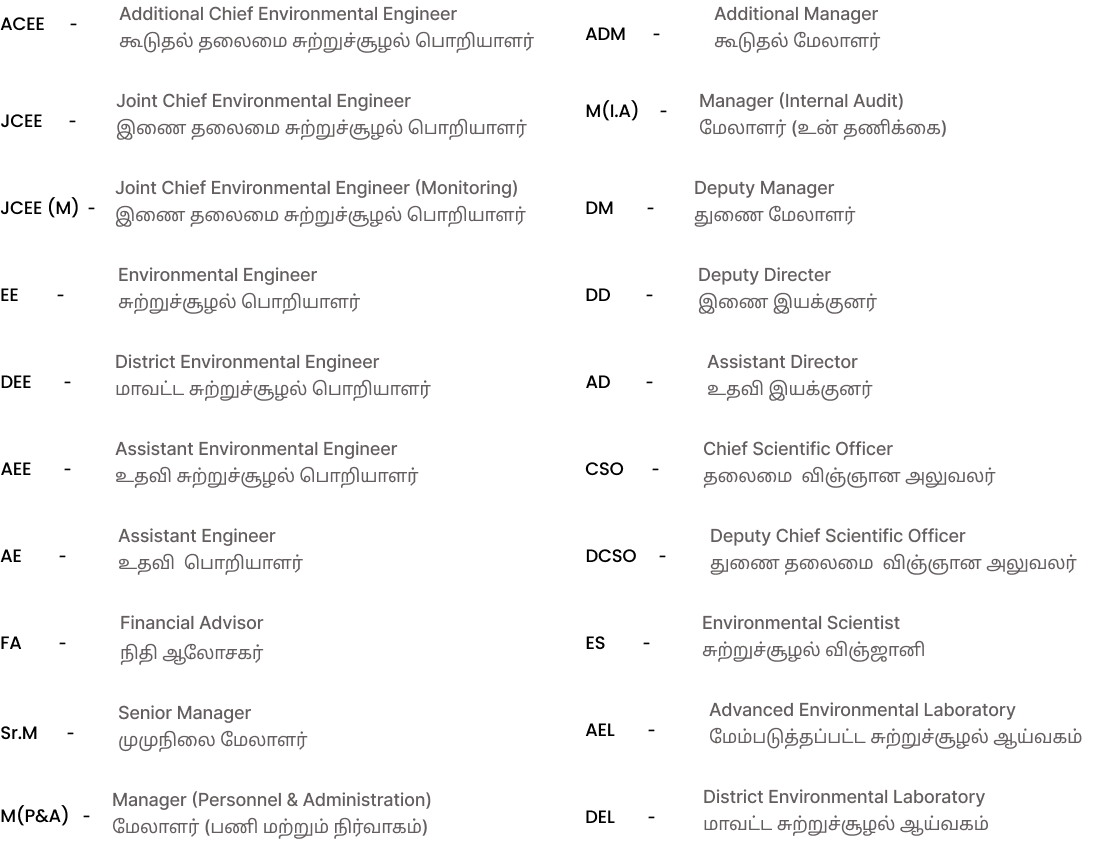 ACEE - Additional Chief Environmental Engineer
கூடுதல் தலைமை சுற்றுச்சூழல் பொறியாளர்
JCEE - Joint Chief Environmental Engineer
இணை தலைமை சுற்றுச்சூழல் பொறியாளர்
JCEE (M) - Joint Chief Environmental Engineer (Monitoring)
இணை தலைமை சுற்றுச்சூழல் பொறியாளர்
EE - Environmental Engineer
சுற்றுச்சூழல் பொறியாளர்
DEE - District Environmental Engineer
மாவட்ட சுற்றுச்சூழல் பொறியாளர்
AEE - Assistant Environmental Engineer
உதவி சுற்றுச்சூழல் பொறியாளர்
AE - Assistant Engineer
உதவி பொறியாளர்
FA - Financial Advisor
நிதி ஆலோசகர்
Sr.M - Senior Manager
முமுநிலை மேலாளர்
M(P&A) - Manager (Personnel & Administration)
மேலாளர் (பணி மற்றும் நிர்வாகம்)
ADM - Additional Manager
கூடுதல் மேலாளர்
M(I.A) - Manager (Internal Audit)
மேலாளர் (உன் தணிக்கை)
DM - Deputy Manager
துணை மேலாளர்
DD - Deputy Directer
இணை இயக்குனர்
AD - Assistant Director
உதவி இயக்குனர்
CSO - Chief Scientific Officer
தலைமை விஞ்ஞான அலுவலர்
DCSO - Deputy Chief Scientific Officer
துணை தலைமை விஞ்ஞான அலுவலர்
ES - Environmental Scientist
சுற்றுச்சூழல் விஞ்ஜானி
AEL - Advanced Environmental Laboratory
மேம்படுத்தப்பட்ட சுற்றுச்சூழல் ஆய்வகம்
DEL - District Environmental Laboratory
மாவட்ட சுற்றுச்சூழல் ஆய்வகம்